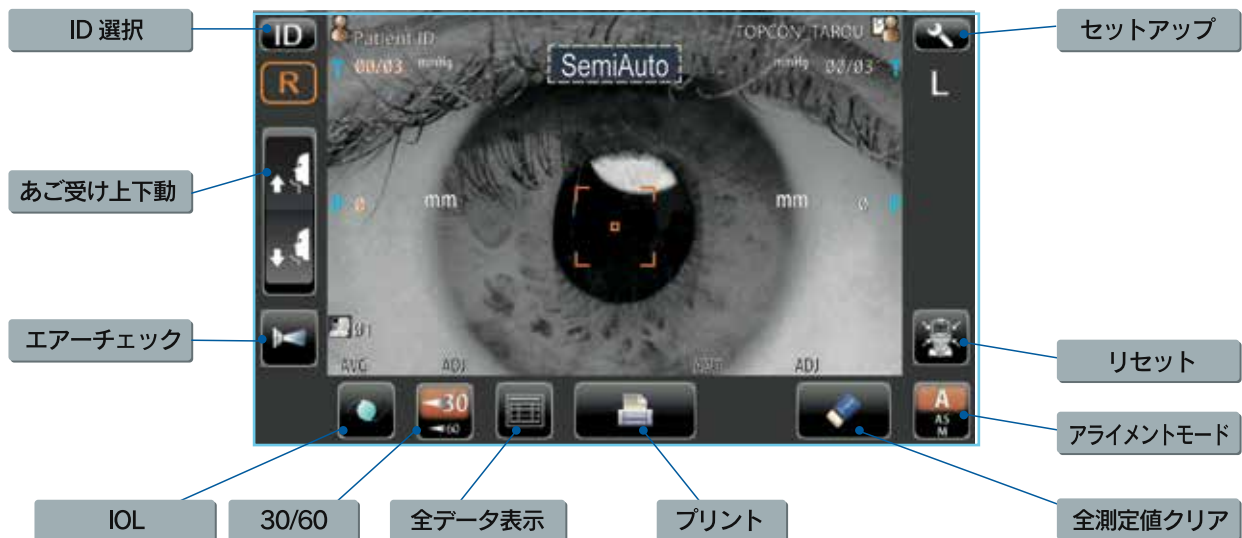 ID 選択
ID
Patient ID
TOPCON TAROU
セットアップ
R
00/03
mmHg
SemiAuto
mmHg
00/03
L
あご受け上下動
0
mm
mm
0
エアーチェック
01
リセット
AVG
ADJ
ADJ
30
60
A
AS
M
アライメントモード
IOL
30/60
全データ表示
プリント
全測定値クリア